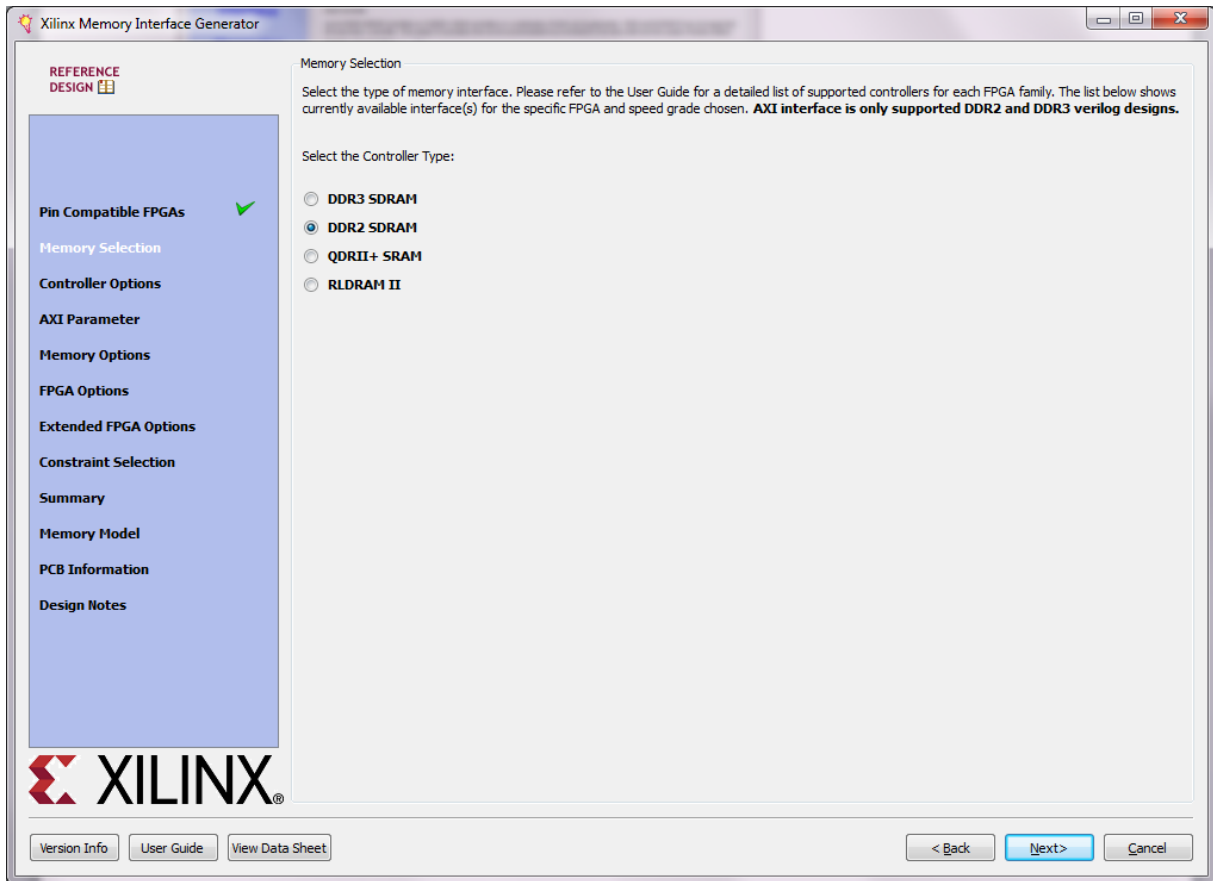 Xilinx Memory Interface Generator
REFERENCE
DESIGN
Pin Compatible FPGAs
Memory Selection
Controller Options
AXI Parameter
Memory Options
FPGA Options
Extended FPGA Options
Constraint Selection
Summary
Memory Model
PCB Information
Design Notes
XILINX®
Memory Selection
Select the type of memory interface. Please refer to the User Guide for a detailed list of supported controllers for each FPGA family. The list below shows
currently available interface(s) for the specific FPGA and speed grade chosen. AXI interface is only supported DDR2 and DDR3 verilog designs.
Select the Controller Type:
DDR3 SDRAM
DDR2 SDRAM
QDRII+ SRAM
RLDRAM II
Version Info User Guide View Data Sheet < Back Next> Cancel